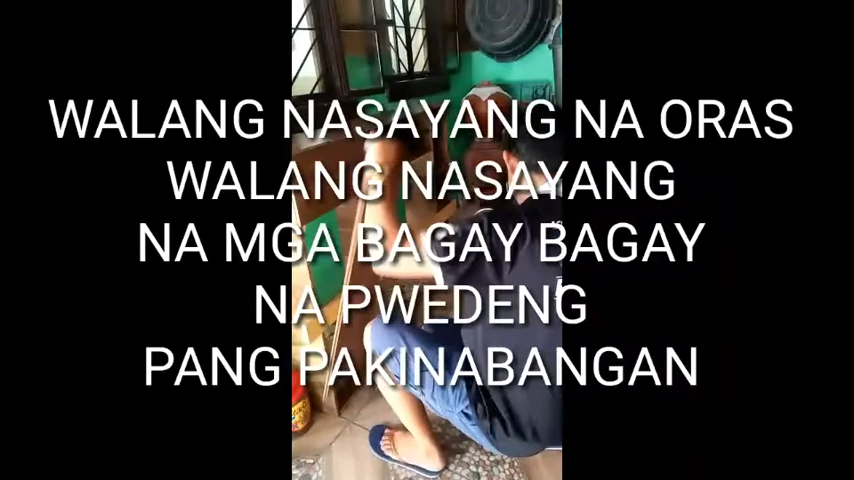 WALANG NASAYANG NA ORAS
WALANG NASAYANG
NA MGA BAGAY BAGAY
NA PWEDENG
PANG PAKINABANGAN